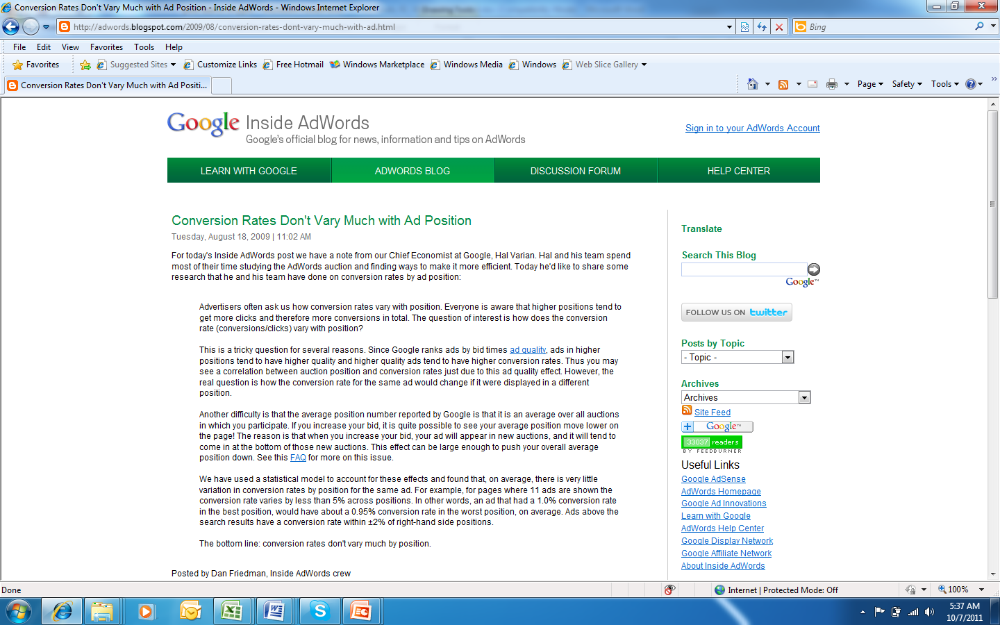 Conversion Rates Don't Vary Much with Ad Position - Inside AdWords - Windows Internet Explorer
http://adwords.blogspot.com/2009/08/conversion-rates-dont-vary-much-with-ad.html
Bing
File Edit View Favorites Tools Help
Favorites Suggested Sites Customize Links Free Hotmail Windows Marketplace Windows Media Windows Web Slice Gallery
Conversion Rates Don't Vary Much with Ad Positi...
Page Safety Tools
Google Inside AdWords
Google's official blog for news, information and tips on AdWords
Sign in to your AdWords Account
LEARN WITH GOOGLE ADWORDS BLOG DISCUSSION FORUM HELP CENTER
Conversion Rates Don't Vary Much with Ad Position
Tuesday, August 18, 2009 | 11:02 AM
For today's Inside AdWords post we have a note from our Chief Economist at Google, Hal Varian. Hal and his team spend
most of their time studying the AdWords auction and finding ways to make it more efficient. Today he'd like to share some
research that he and his team have done on conversion rates by ad position:
Advertisers often ask us how conversion rates vary with position. Everyone is aware that higher positions tend to
get more clicks and therefore more conversions in total. The question of interest is how does the conversion
rate (conversions/clicks) vary with position?
This is a tricky question for several reasons. Since Google ranks ads by bid times ad quality, ads in higher
positions tend to have higher quality and higher quality ads tend to have higher conversion rates. Thus you may
see a correlation between auction position and conversion rates just due to this ad quality effect. However, the
real question is how the conversion rate for the same ad would change if it were displayed in a different
position.
Another difficulty is that the average position number reported by Google is that it is an average over all auctions
in which you participate. If you increase your bid, it is quite possible to see your average position move lower on
the page! The reason is that when you increase your bid, your ad will appear in new auctions, and it will tend to
come in at the bottom of those new auctions. This effect can be large enough to push your overall average
position down. See this FAQ for more on this issue.
We have used a statistical model to account for these effects and found that, on average, there is very little
variation in conversion rates by position for the same ad. For example, for pages where 11 ads are shown the
conversion rate varies by less than 5% across positions. In other words, an ad that had a 1.0% conversion rate
in the best position, would have about a 0.95% conversion rate in the worst position, on average. Ads above the
search results have a conversion rate within ±2% of right-hand side positions.
The bottom line: conversion rates don't vary much by position.
Posted by Dan Friedman, Inside AdWords crew
Translate
Search This Blog
Google™
FOLLOW US ON twitter
Posts by Topic
- Topic -
Archives
Archives
Site Feed
+ Google™
33037 readers
BY FEEDBURNER
Useful Links
Google AdSense
AdWords Homepage
Google Ad Innovations
Learn with Google
AdWords Help Center
Google Display Network
Google Affiliate Network
About Inside AdWords
Done
Internet | Protected Mode: Off
100%
5:37 AM
10/7/2011